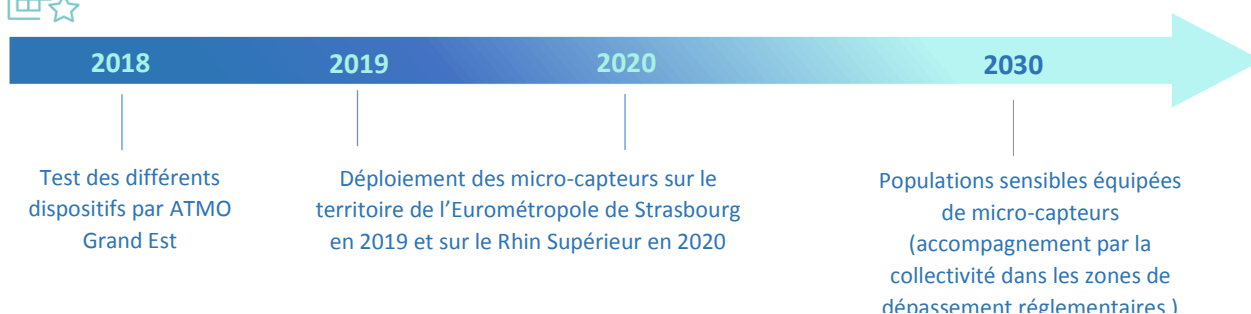 2018 2019 2020 2030
Test des différents
dispositifs par ATMO
Grand Est
Déploiement des micro-capteurs sur le
territoire de l’Eurométropole de Strasbourg
en 2019 et sur le Rhin Supérieur en 2020
Populations sensibles équipées
de micro-capteurs
(accompagnement par la
collectivité dans les zones de
dépassement réglementaires )